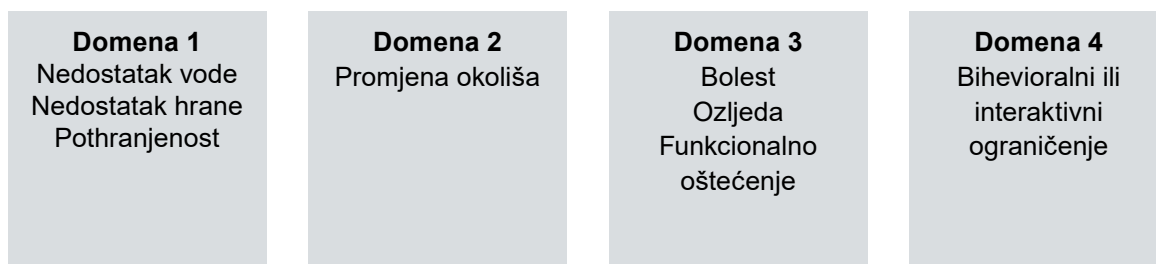 Domena 1
Nedostatak vode
Nedostatak hrane
Pothranjenost
Domena 2
Promjena okoliša
Domena 3
Bolest
Ozljeda
Funkcionalno
oštećenje
Domena 4
Bihevioralni ili
interaktivni
ograničenje